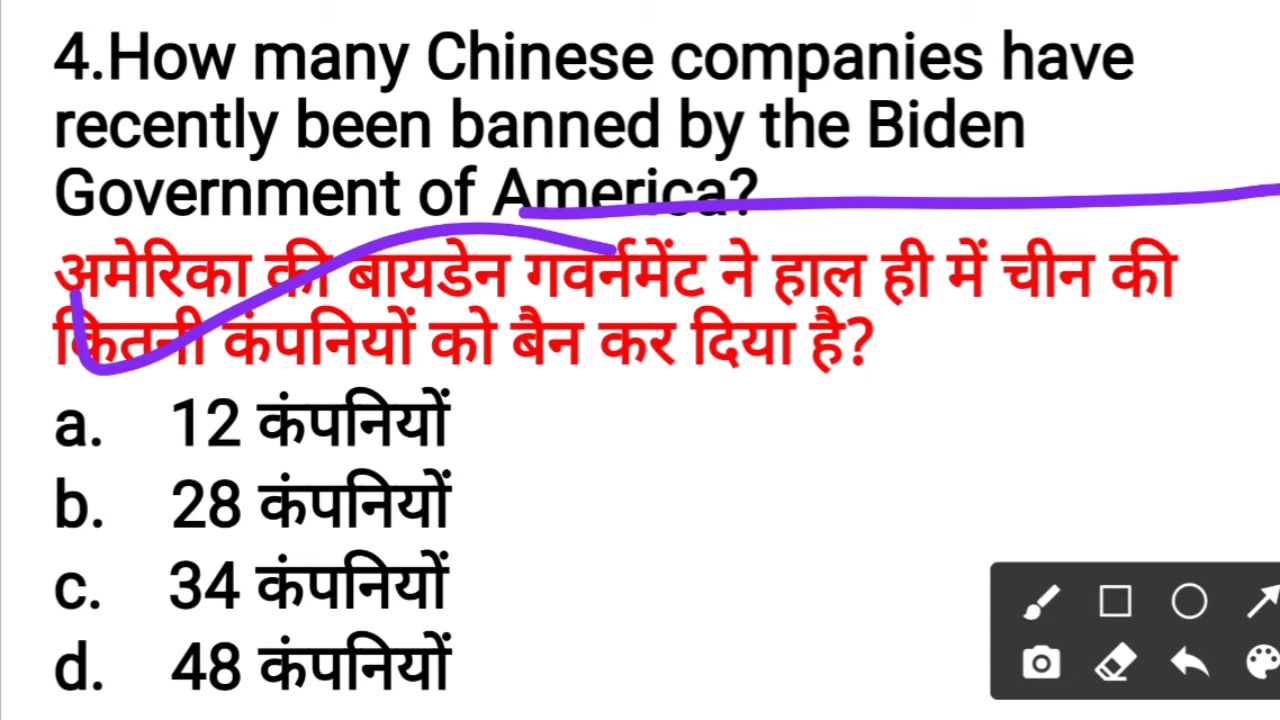 4.How many Chinese companies have
recently been banned by the Biden
Government of America?
अमेरिका की बायडेन गवर्नमेंट ने हाल ही में चीन की
कितनी कंपनियों को बैन कर दिया है?
a. 12 कंपनियों
b. 28 कंपनियों
c. 34 कंपनियों
d. 48 कंपनियों